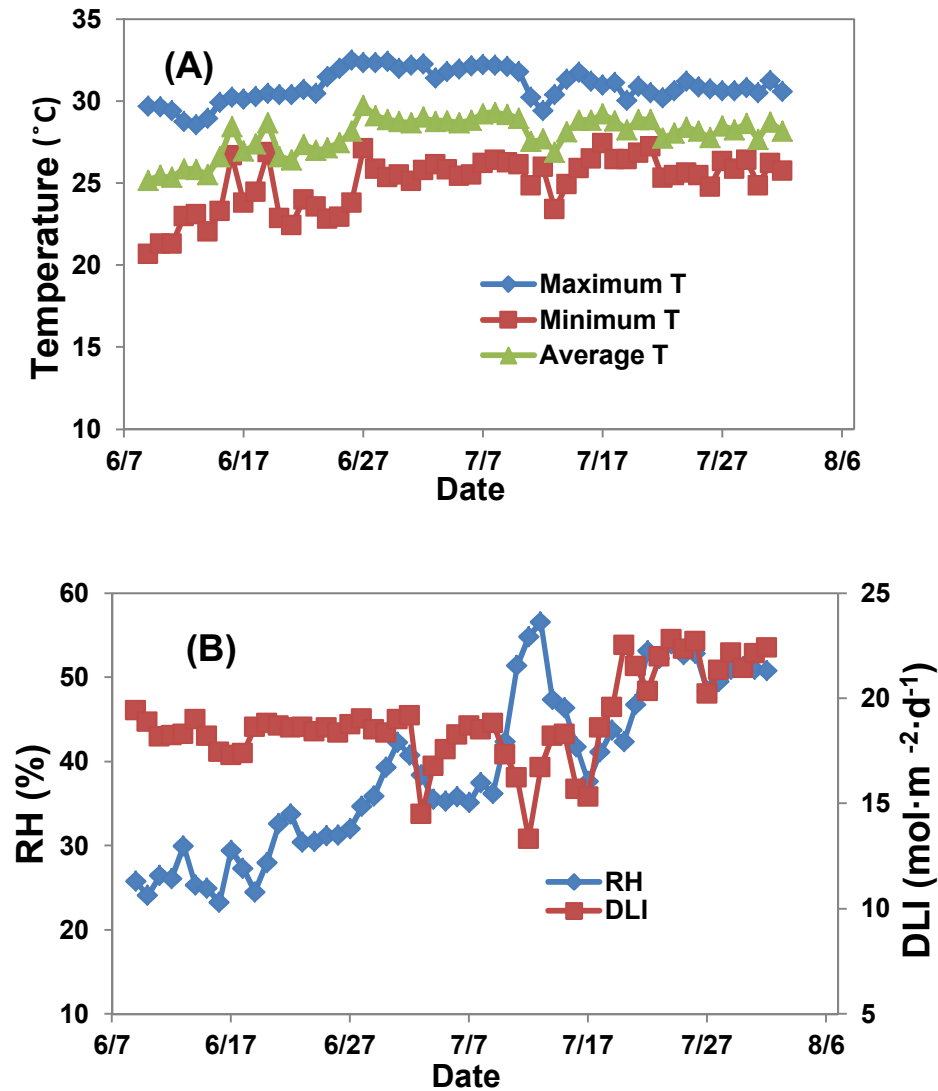 (A)
Temperature (˚C)
35
30
25
20
15
10
Maximum T
Minimum T
Average T
6/7 6/17 6/27 7/7 7/17 7/27 8/6
Date
(B)
RH (%)
60
50
40
30
20
10
RH
DLI
25
20
15
10
5
DLI (mol·m -2·d-1)
6/7 6/17 6/27 7/7 7/17 7/27 8/6
Date